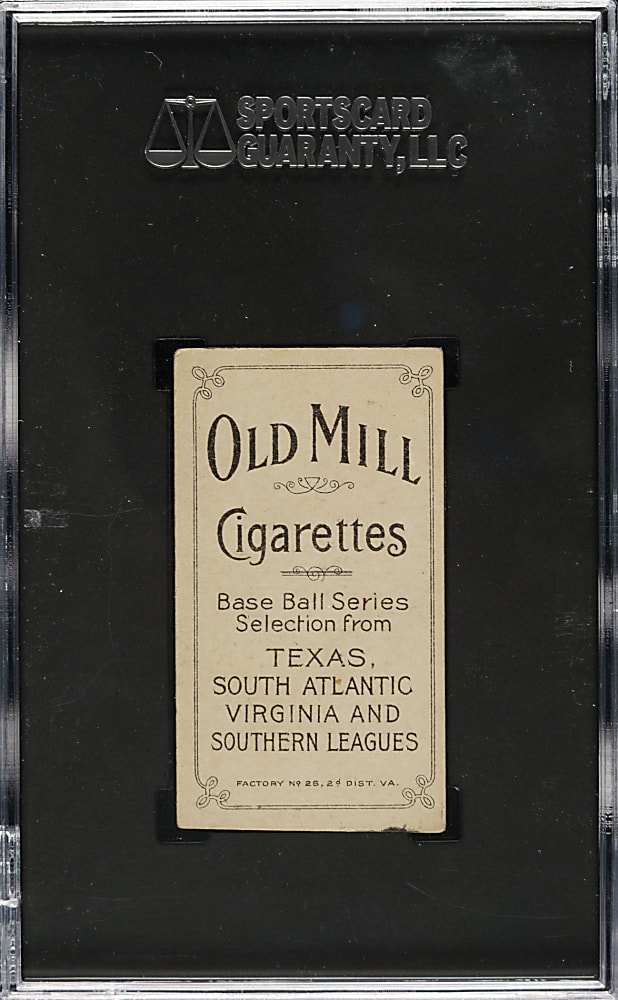 SPORTSCARD
GUARANTY, LLC
OLD MILL
Cigarettes
Base Ball Series
Selection from
TEXAS,
SOUTH ATLANTIC
VIRGINIA AND
SOUTHERN LEAGUES
FACTORY Nº 25, 2d DIST. VA.